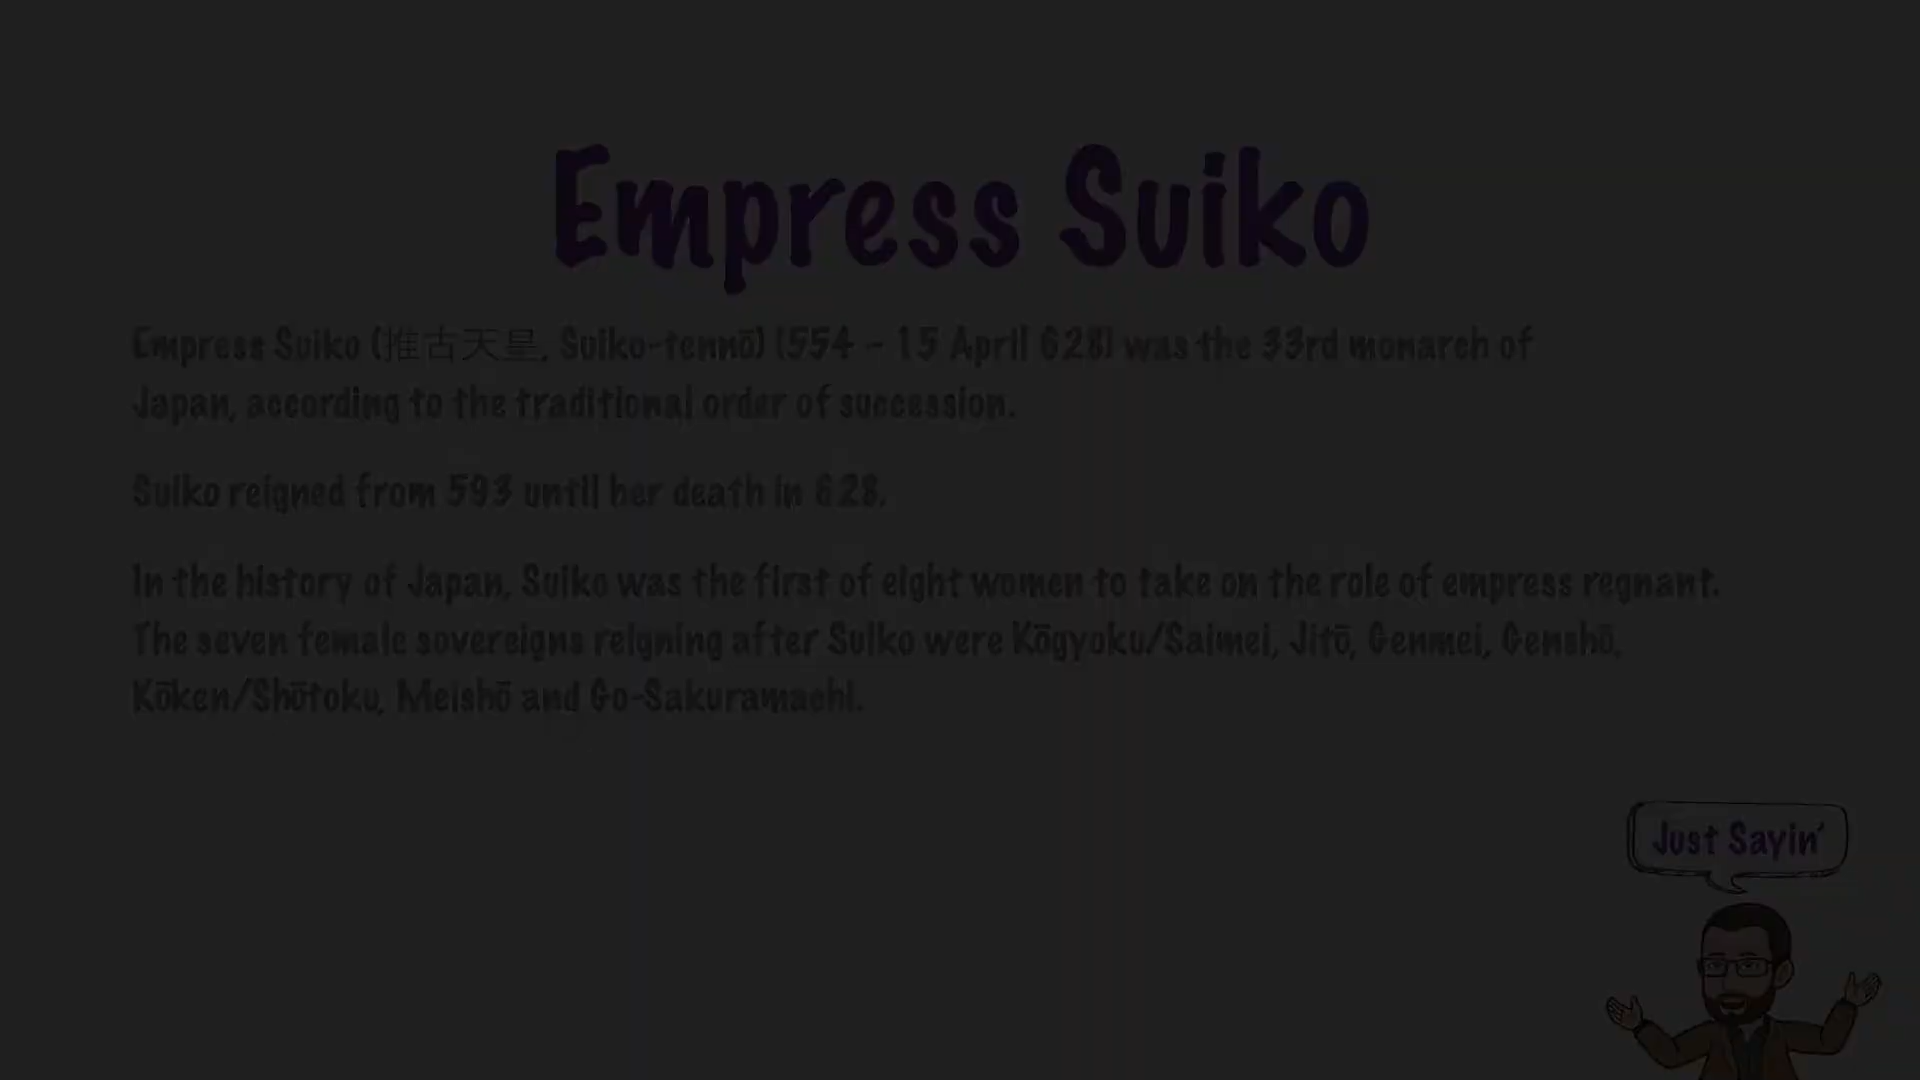 Empress Suiko
Empress Suiko (推古天皇, Suiko-tennō) (554 - 15 April 628) was the 33rd monarch of
Japan, according to the traditional order of succession.
Suiko reigned from 593 until her death in 628.
In the history of Japan, Suiko was the first of eight women to take on the role of empress regnant.
The seven female sovereigns reigning after Suiko were Kōgyoku/Saimei, Jitō, Genmei, Genshō,
Kōken/Shōtoku, Meishō and Go-Sakuramachi.
Just Sayin'